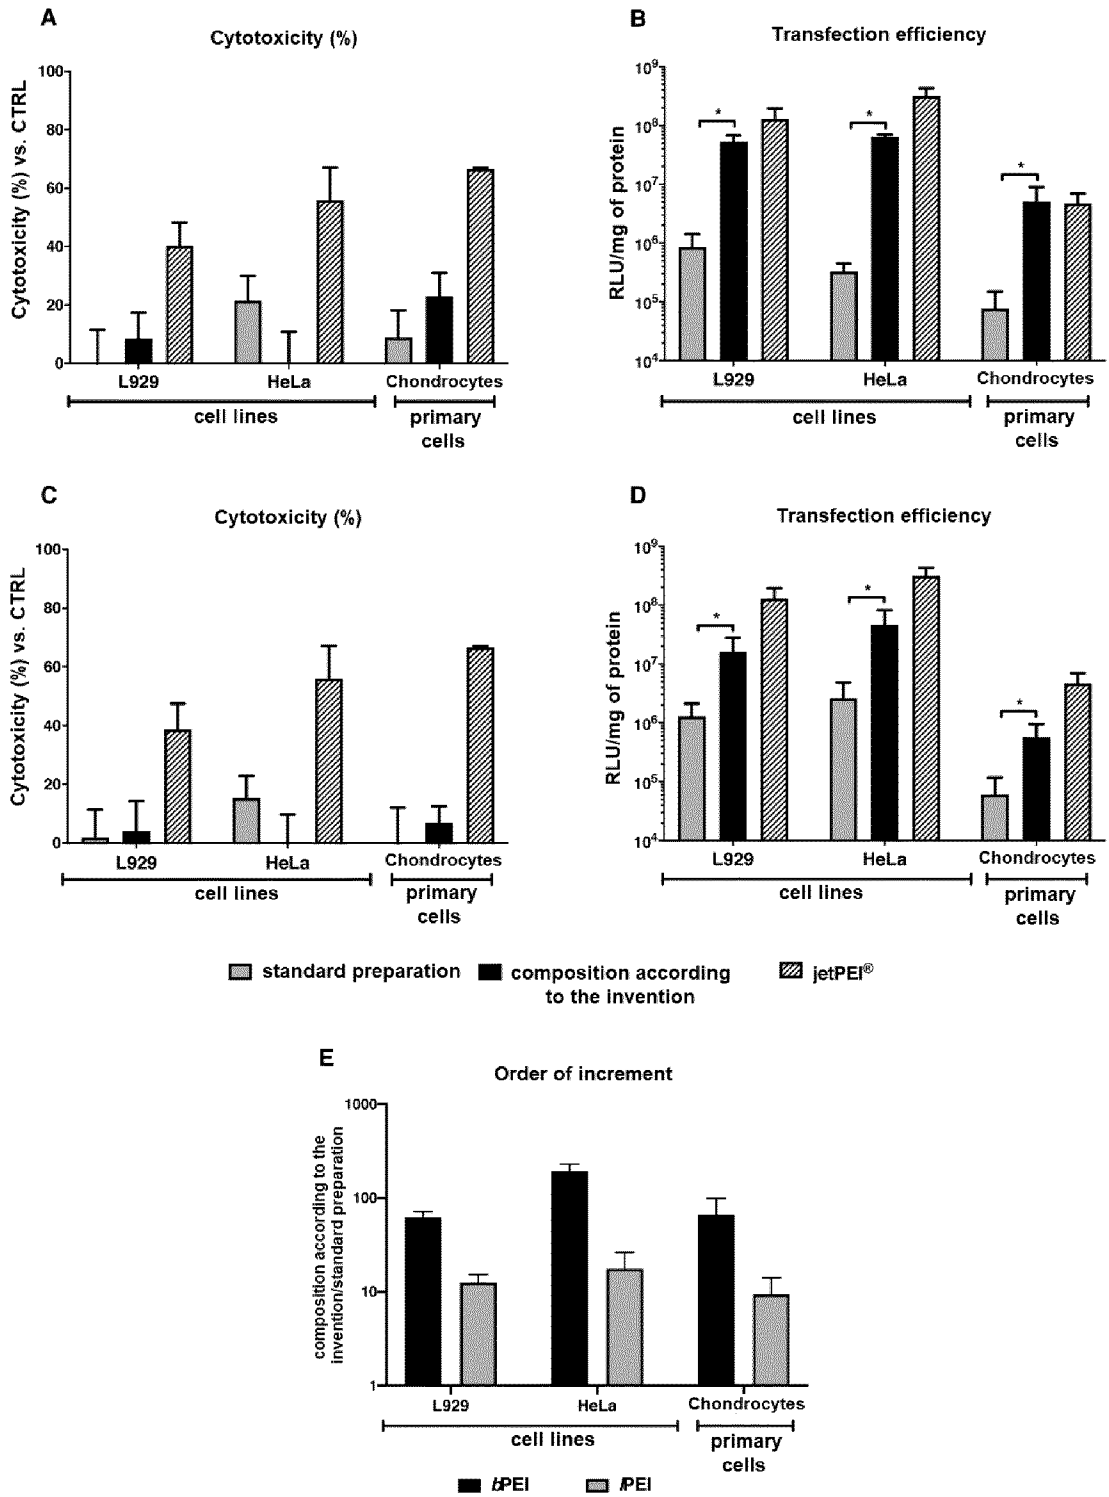 A
Cytotoxicity (%)
Cytotoxicity (%) vs. CTRL
100
80
60
40
20
0
L929
HeLa
Chondrocytes
cell lines
primary
cells
B
Transfection efficiency
RLU/mg of protein
10⁹
10⁸
10⁷
10⁶
10⁵
10⁴
*
*
*
L929
HeLa
Chondrocytes
cell lines
primary
cells
C
Cytotoxicity (%)
Cytotoxicity (%) vs. CTRL
100
80
60
40
20
0
L929
HeLa
Chondrocytes
cell lines
primary
cells
D
Transfection efficiency
RLU/mg of protein
10⁹
10⁸
10⁷
10⁶
10⁵
10⁴
*
*
*
L929
HeLa
Chondrocytes
cell lines
primary
cells
standard preparation
composition according
to the invention
jetPEI®
E
Order of increment
composition according to the
invention/standard preparation
1000
100
10
1
L929
HeLa
Chondrocytes
cell lines
primary
cells
bPEI
lPEI